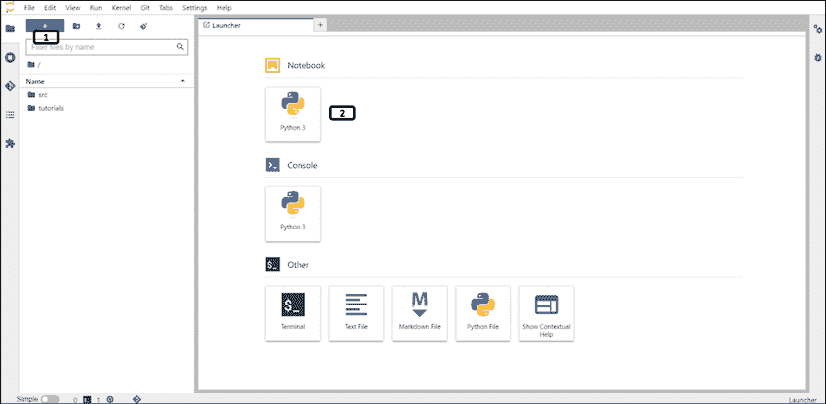 File Edit View Run Kernel Git Tabs Settings Help
+
Launcher
+
1
Filter files by name
/
Name
src
tutorials
Notebook
Python 3
2
Console
Python 3
$_ Other
$_
M
Terminal
Text File
Markdown File
Python File
Show Contextual
Help
Simple
0
1
Launcher